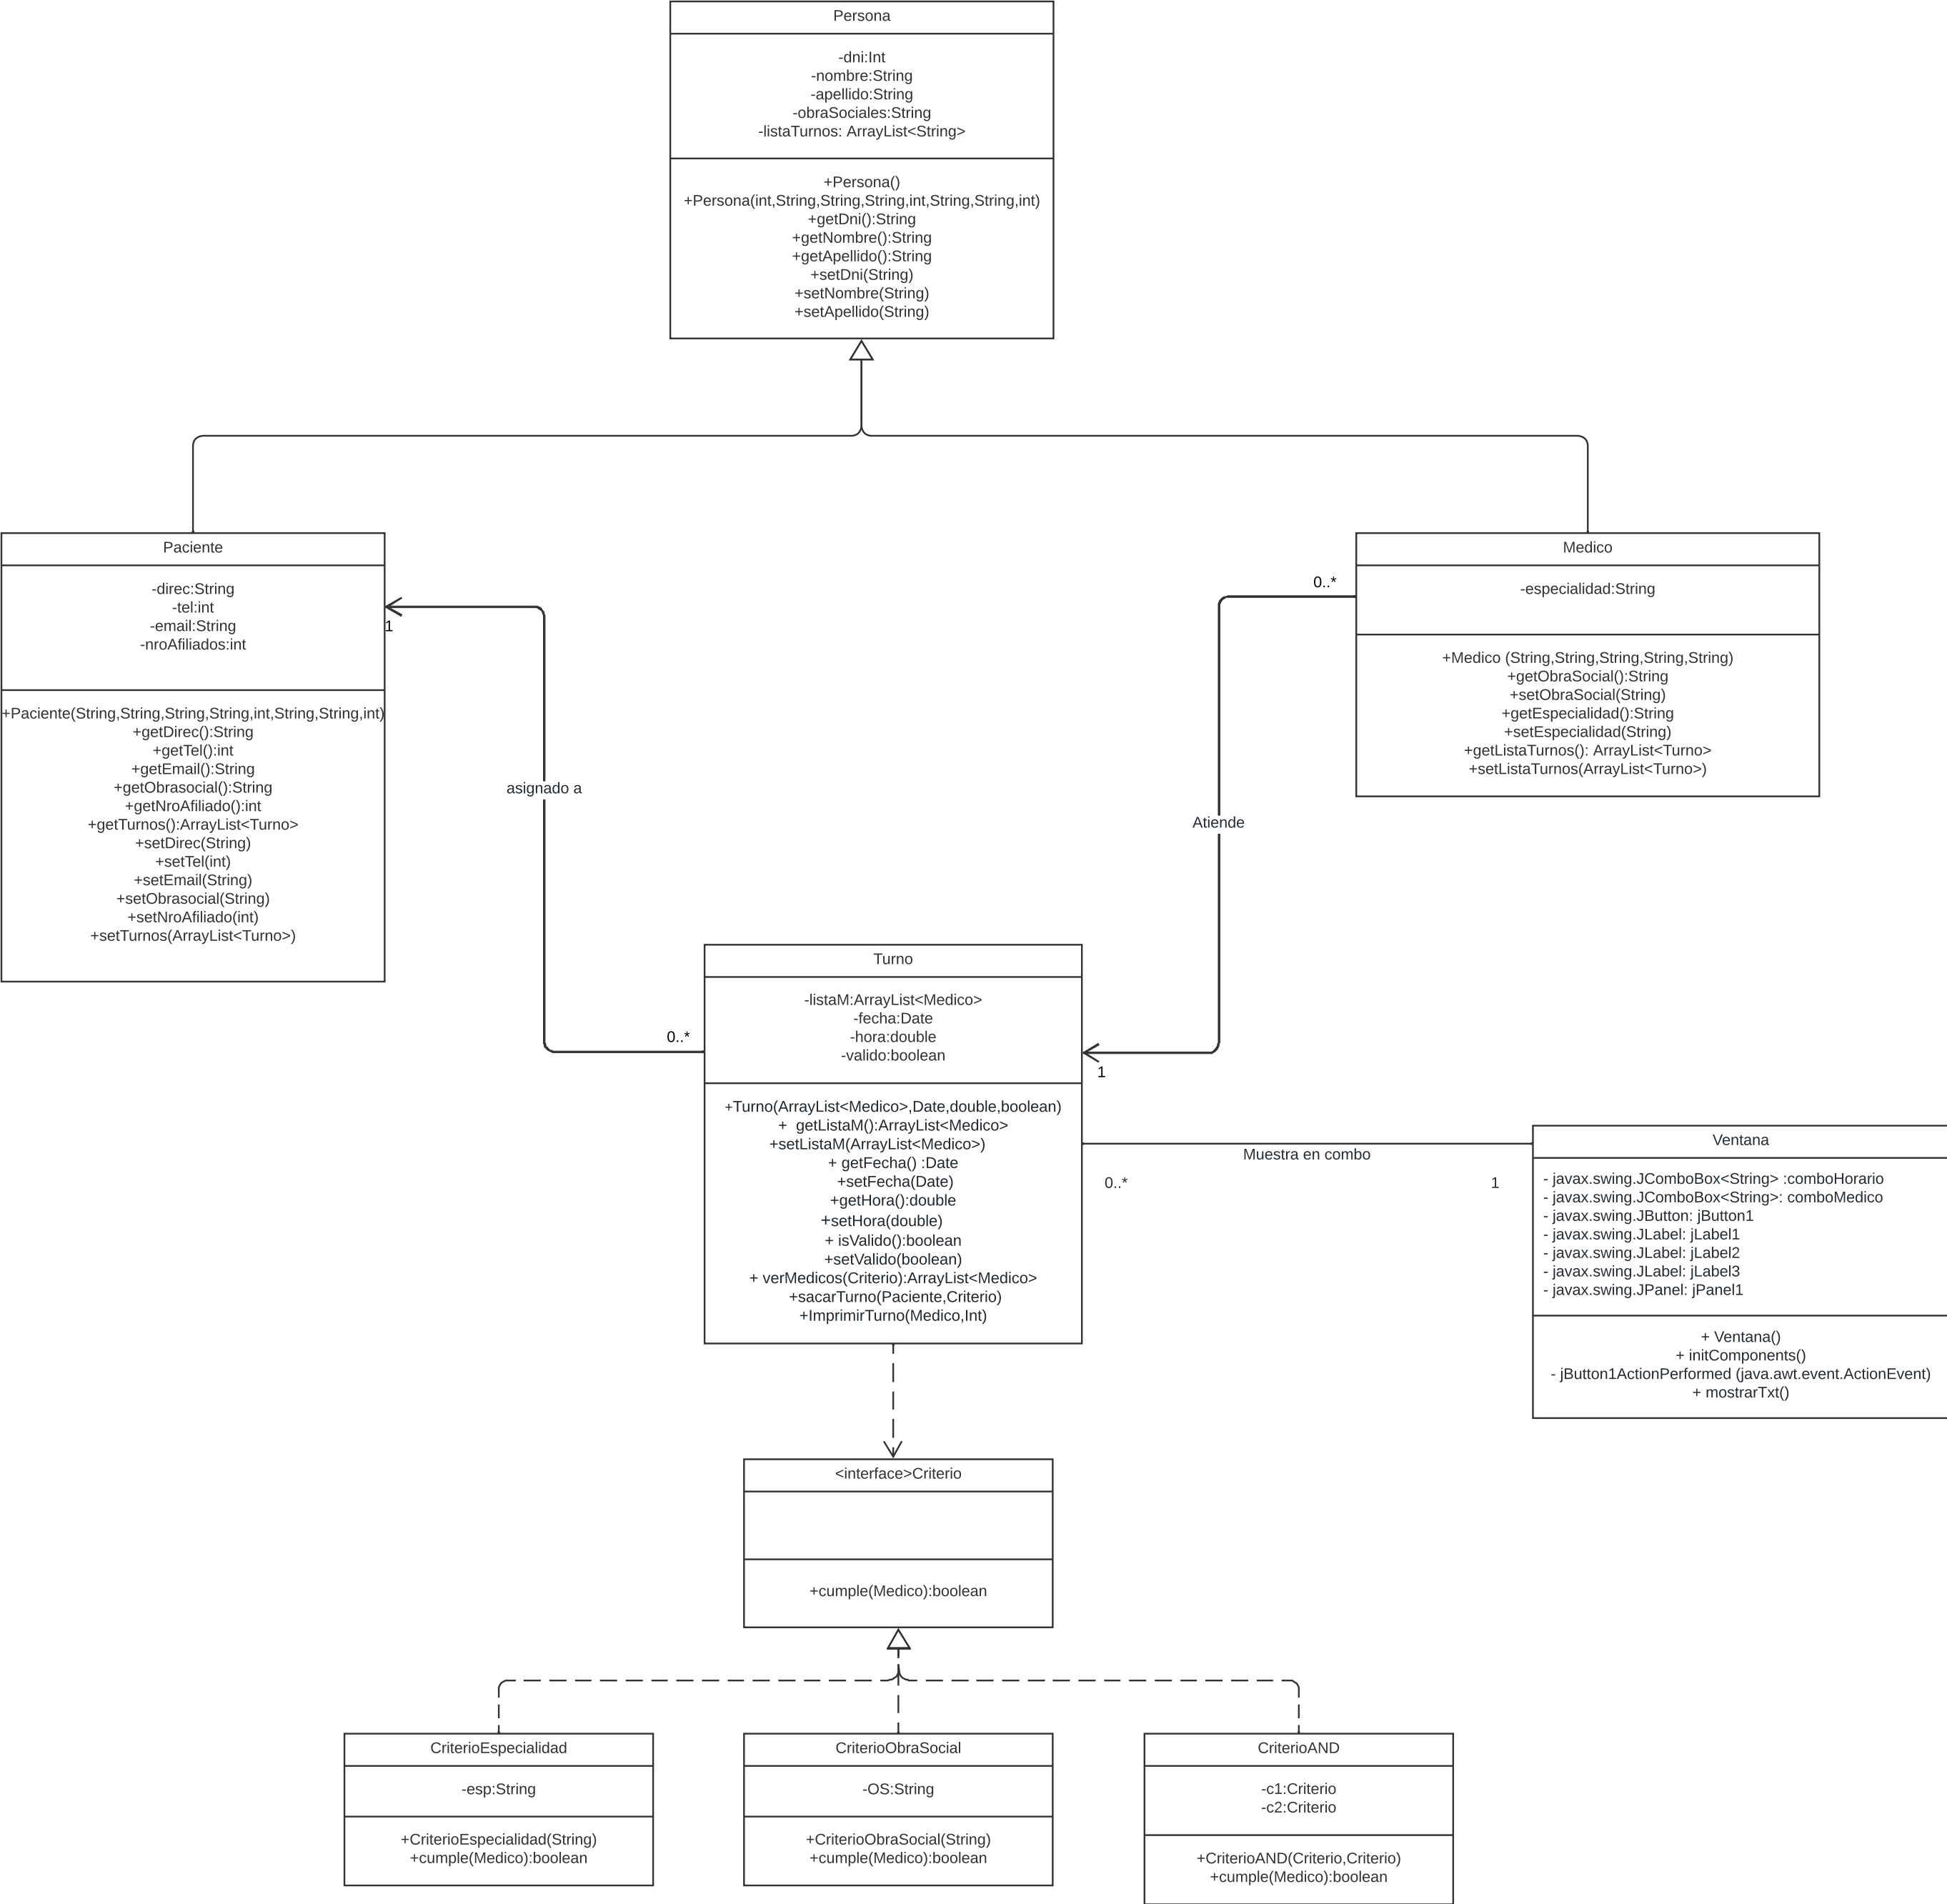 Persona
-dni:Int
-nombre:String
-apellido:String
-obraSociales:String
-listaTurnos: ArrayList<String>
+Persona()
+Persona(int,String,String,String,int,String,String,int)
+getDni():String
+getNombre():String
+getApellido():String
+setDni(String)
+setNombre(String)
+setApellido(String)
Paciente
-direc:String
-tel:int
-email:String
-nroAfiliados:int
+Paciente(String,String,String,String,int,String,String,int)
+getDirec():String
+getTel():int
+getEmail():String
+getObrasocial():String
+getNroAfiliado():int
+getTurnos():ArrayList<Turno>
+setDirec(String)
+setTel(int)
+setEmail(String)
+setObrasocial(String)
+setNroAfiliado(int)
+setTurnos(ArrayList<Turno>)
1
asignado a
0..*
Medico
-especialidad:String
+Medico (String,String,String,String,String)
+getObraSocial():String
+setObraSocial(String)
+getEspecialidad():String
+setEspecialidad(String)
+getListaTurnos(): ArrayList<Turno>
+setListaTurnos(ArrayList<Turno>)
0..*
Atiende
1
Turno
-listaM:ArrayList<Medico>
-fecha:Date
-hora:double
-valido:boolean
+Turno(ArrayList<Medico>,Date,double,boolean)
+  getListaM():ArrayList<Medico>
+setListaM(ArrayList<Medico>)
+ getFecha() :Date
+setFecha(Date)
+getHora():double
+setHora(double)
+ isValido():boolean
+setValido(boolean)
+ verMedicos(Criterio):ArrayList<Medico>
+sacarTurno(Paciente,Criterio)
+ImprimirTurno(Medico,Int)
Muestra en combo
0..*
1
Ventana
- javax.swing.JComboBox<String> :comboHorario
- javax.swing.JComboBox<String>: comboMedico
- javax.swing.JButton: jButton1
- javax.swing.JLabel: jLabel1
- javax.swing.JLabel: jLabel2
- javax.swing.JLabel: jLabel3
- javax.swing.JPanel: jPanel1
+ Ventana()
+ initComponents()
- jButton1ActionPerformed (java.awt.event.ActionEvent)
+ mostrarTxt()
<interface>Criterio
+cumple(Medico):boolean
CriterioEspecialidad
-esp:String
+CriterioEspecialidad(String)
+cumple(Medico):boolean
CriterioObraSocial
-OS:String
+CriterioObraSocial(String)
+cumple(Medico):boolean
CriterioAND
-c1:Criterio
-c2:Criterio
+CriterioAND(Criterio,Criterio)
+cumple(Medico):boolean